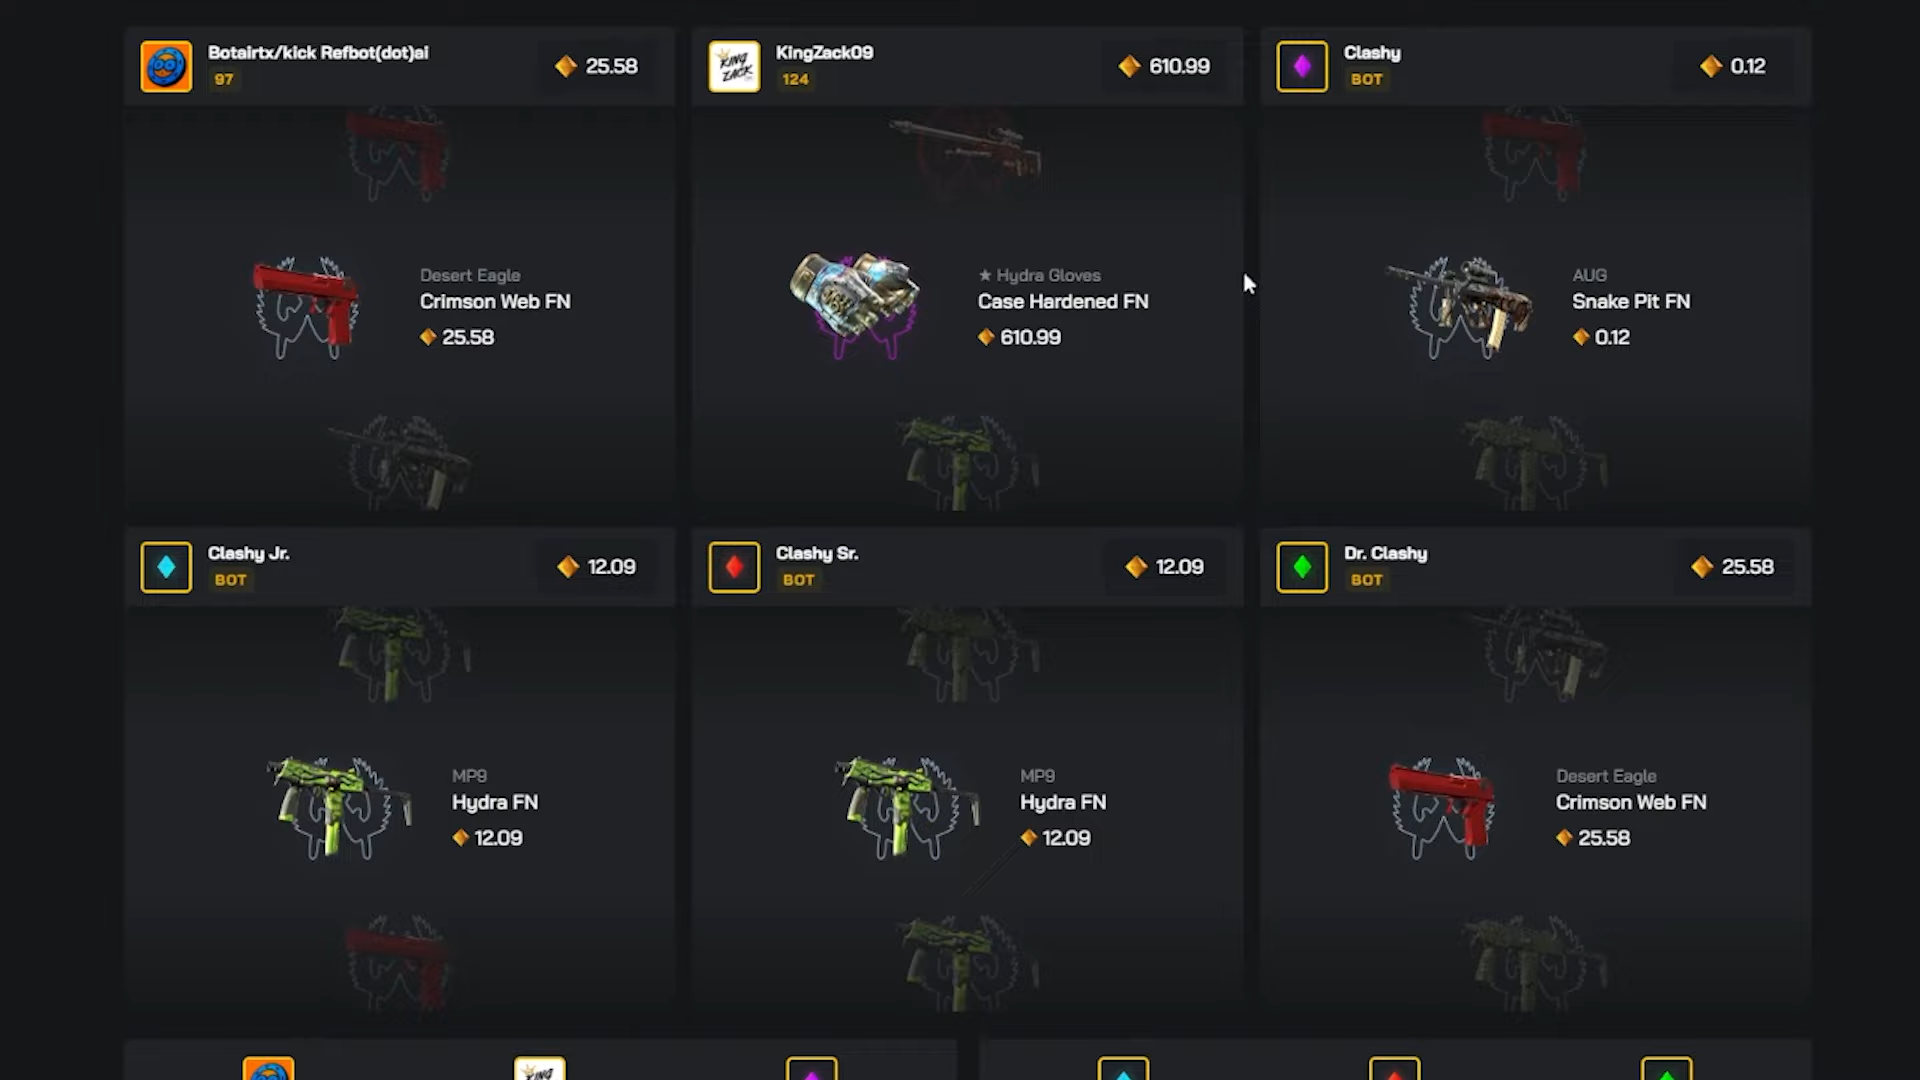 Botairtx/kick Refbot(dot)ai
97
25.58
KingZack09
124
610.99
Clashy
BOT
0.12
Desert Eagle
Crimson Web FN
25.58
★ Hydra Gloves
Case Hardened FN
610.99
AUG
Snake Pit FN
0.12
Clashy Jr.
BOT
12.09
Clashy Sr.
BOT
12.09
Dr. Clashy
BOT
25.58
MP9
Hydra FN
12.09
MP9
Hydra FN
12.09
Desert Eagle
Crimson Web FN
25.58
KING
ZACK
KING